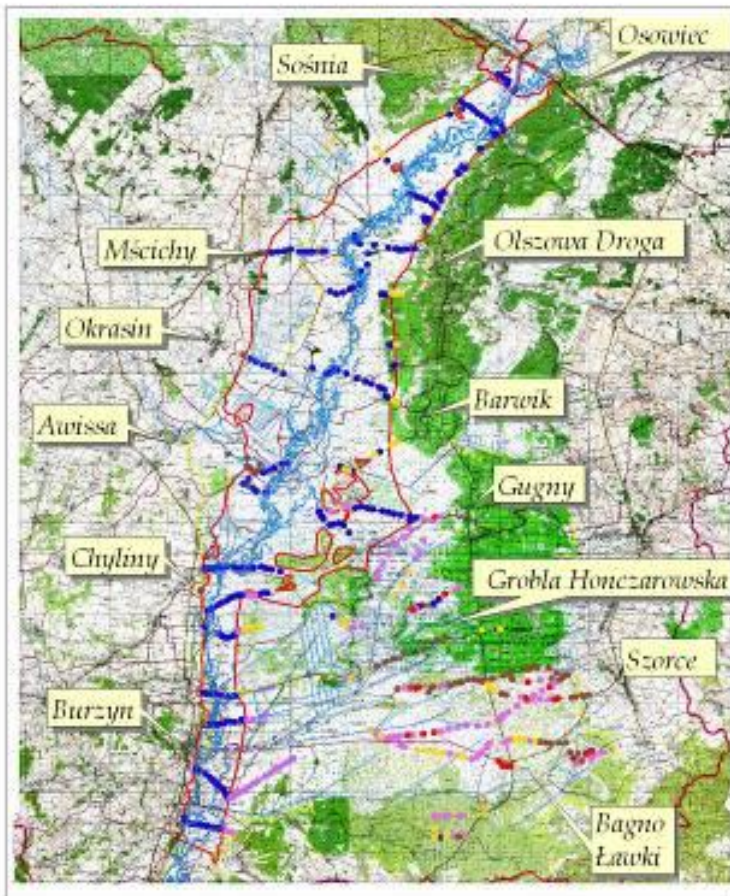 Osowiec
Sośnia
Mścichy
Olszowa Droga
Okrasin
Barwik
Awissa
Gugny
Chyliny
Grobla Honczarowska
Szorce
Burzyn
Bagno
Ławki